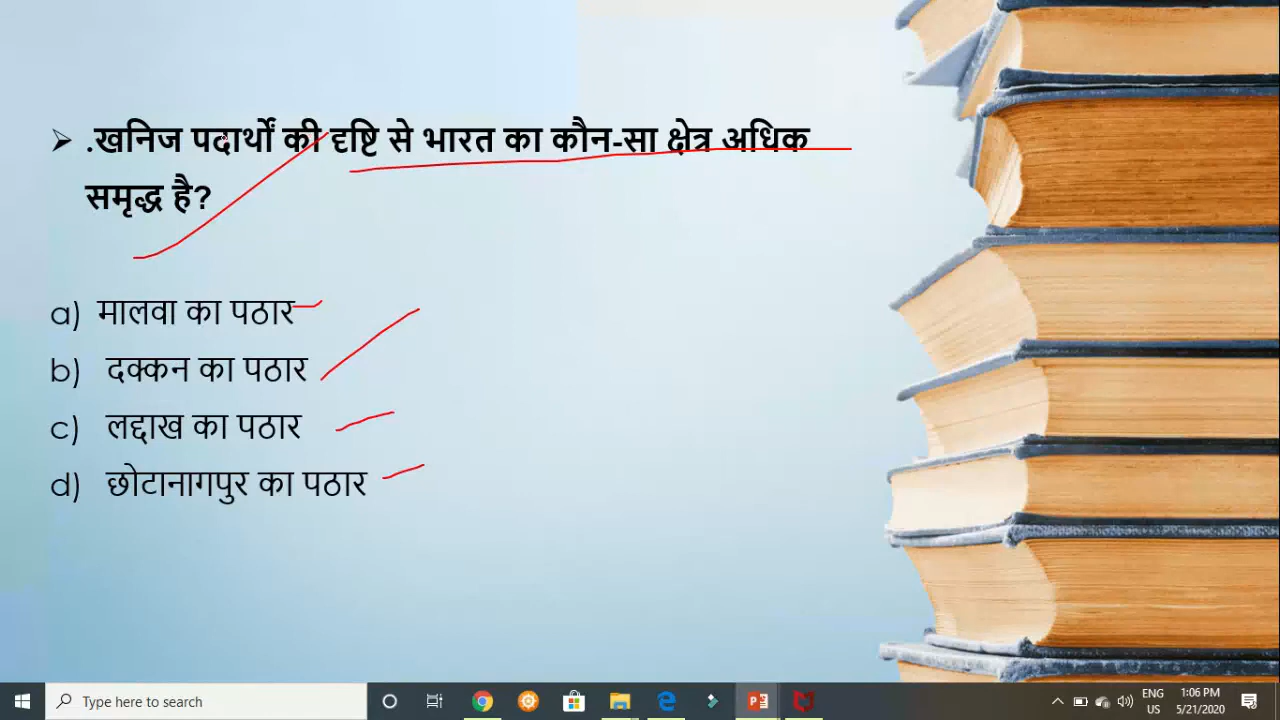 ➢ .खनिज पदार्थों की दृष्टि से भारत का कौन-सा क्षेत्र अधिक
समृद्ध है?
a) मालवा का पठार
b) दक्कन का पठार
c) लद्दाख का पठार
d) छोटानागपुर का पठार
Type here to search
ENG
US
1:06 PM
5/21/2020